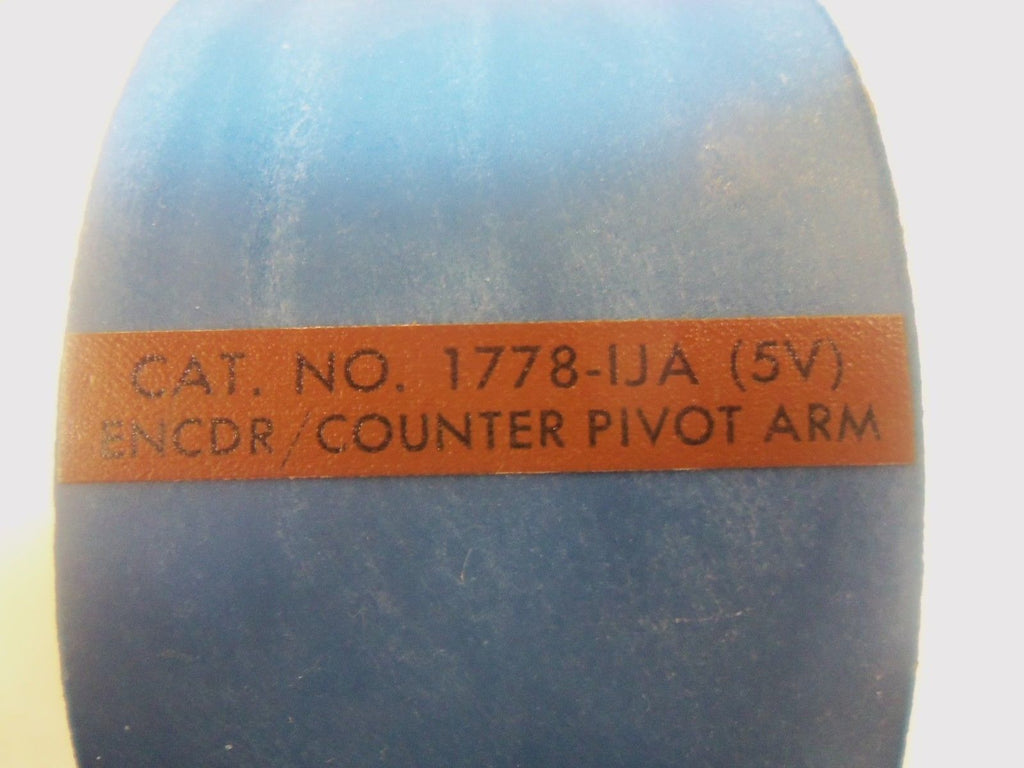 CAT. NO. 1778-IJA (5V)
ENCDR/COUNTER PIVOT ARM